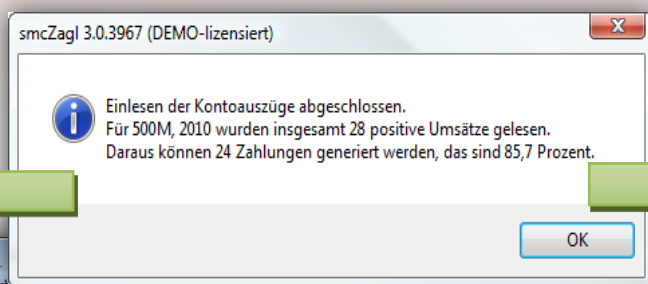 smcZagl 3.0.3967 (DEMO-lizensiert)
Einlesen der Kontoauszüge abgeschlossen.
Für 500M, 2010 wurden insgesamt 28 positive Umsätze gelesen.
Daraus können 24 Zahlungen generiert werden, das sind 85,7 Prozent.
OK